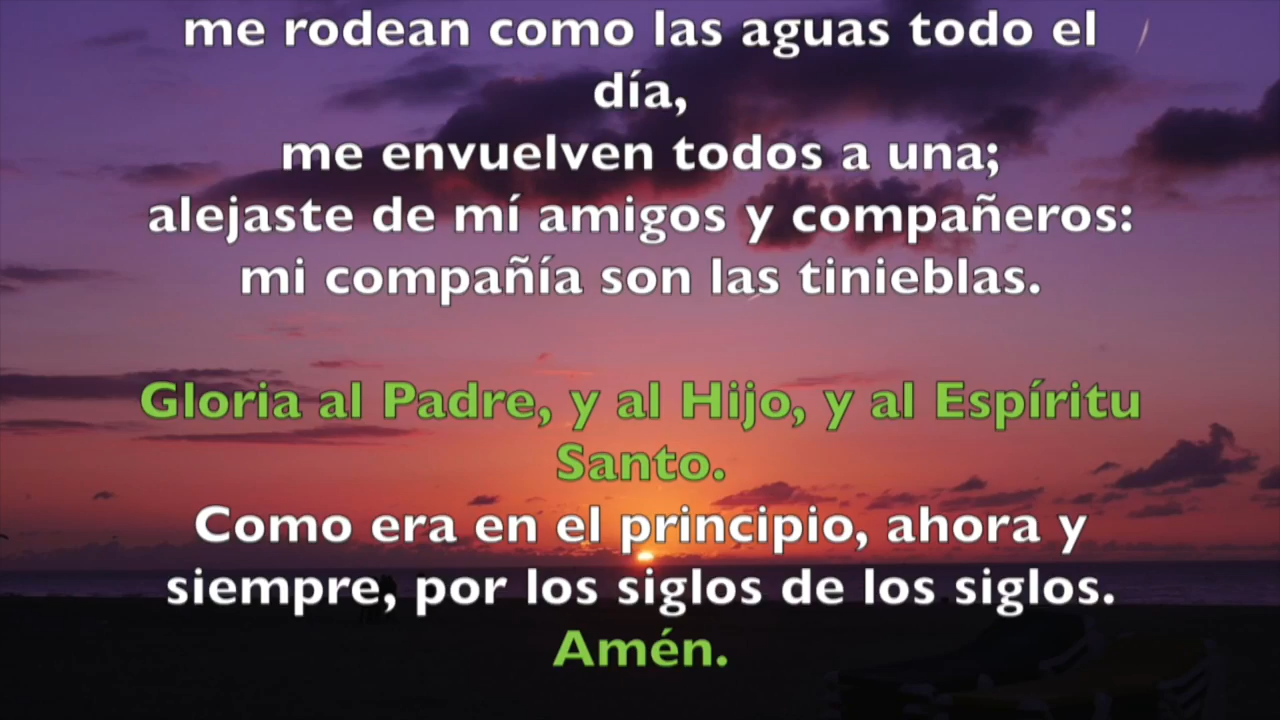 me rodean como las aguas todo el
día,
me envuelven todos a una;
alejaste de mí amigos y compañeros:
mi compañía son las tinieblas.
Gloria al Padre, y al Hijo, y al Espíritu
Santo.
Como era en el principio, ahora y
siempre, por los siglos de los siglos.
Amén.